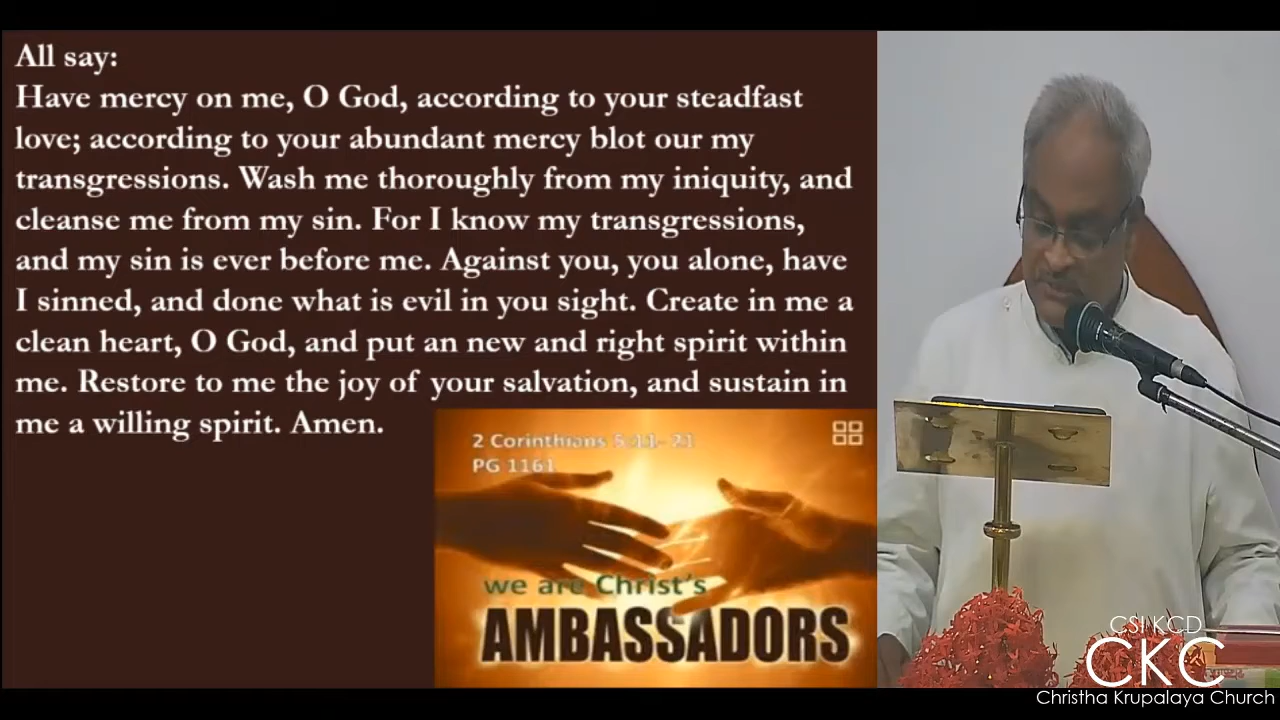 All say:
Have mercy on me, O God, according to your steadfast
love; according to your abundant mercy blot our my
transgressions. Wash me thoroughly from my iniquity, and
cleanse me from my sin. For I know my transgressions,
and my sin is ever before me. Against you, you alone, have
I sinned, and done what is evil in you sight. Create in me a
clean heart, O God, and put an new and right spirit within
me. Restore to me the joy of your salvation, and sustain in
me a willing spirit. Amen.
2 Corinthians 5:11- 21
PG 1161
we are Christ's
AMBASSADORS
CSI KCD
CKC
Christha Krupalaya Church